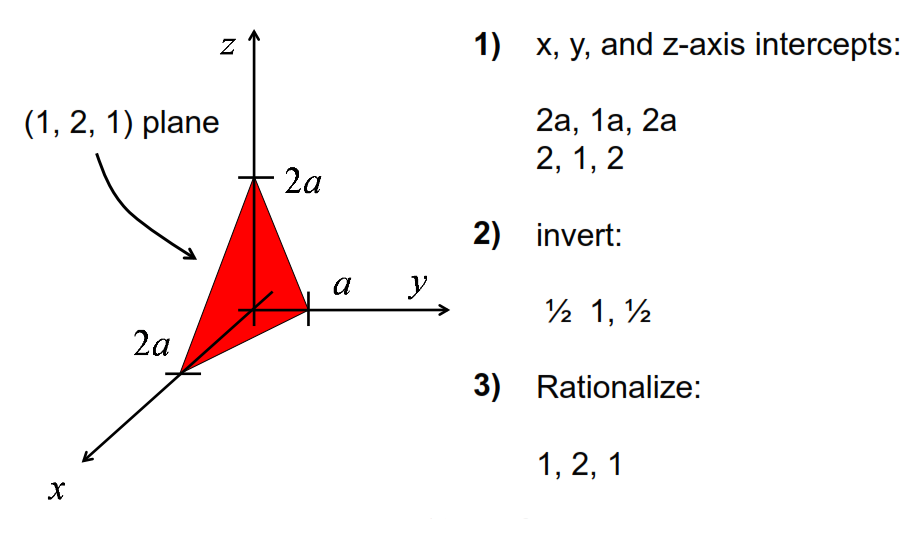 z
(1, 2, 1) plane
2a
a
y
2a
x
1) x, y, and z-axis intercepts:
2a, 1a, 2a
2, 1, 2
2) invert:
½ 1, ½
3) Rationalize:
1, 2, 1